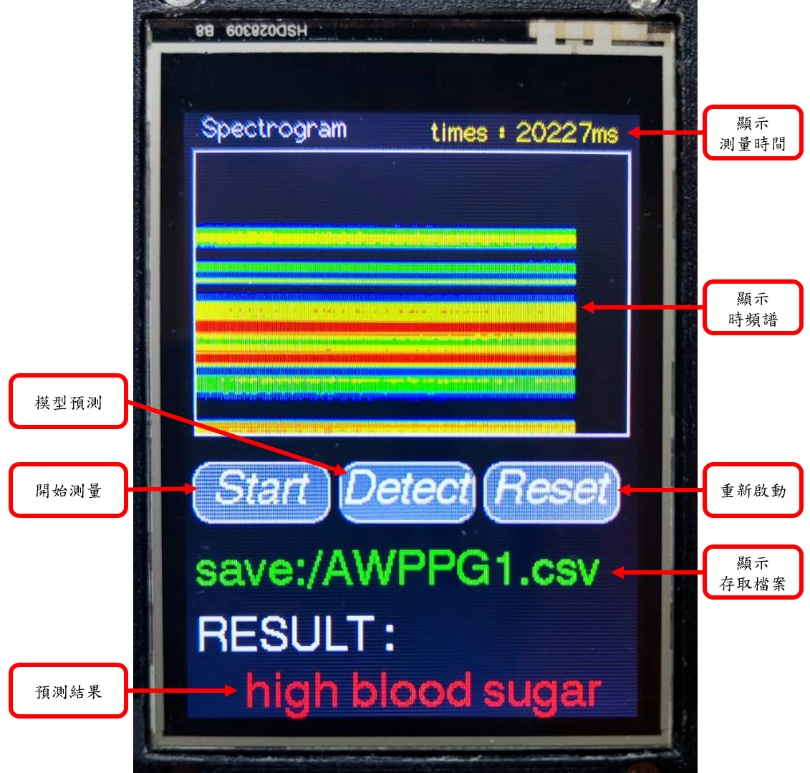 HSD028309 B8
Spectrogram
times : 20227ms
顯示
測量時間
顯示
時頻譜
模型預測
開始測量
Start
Detect
Reset
重新啟動
save:/AWPPG1.csv
顯示
存取檔案
RESULT:
預測結果
high blood sugar